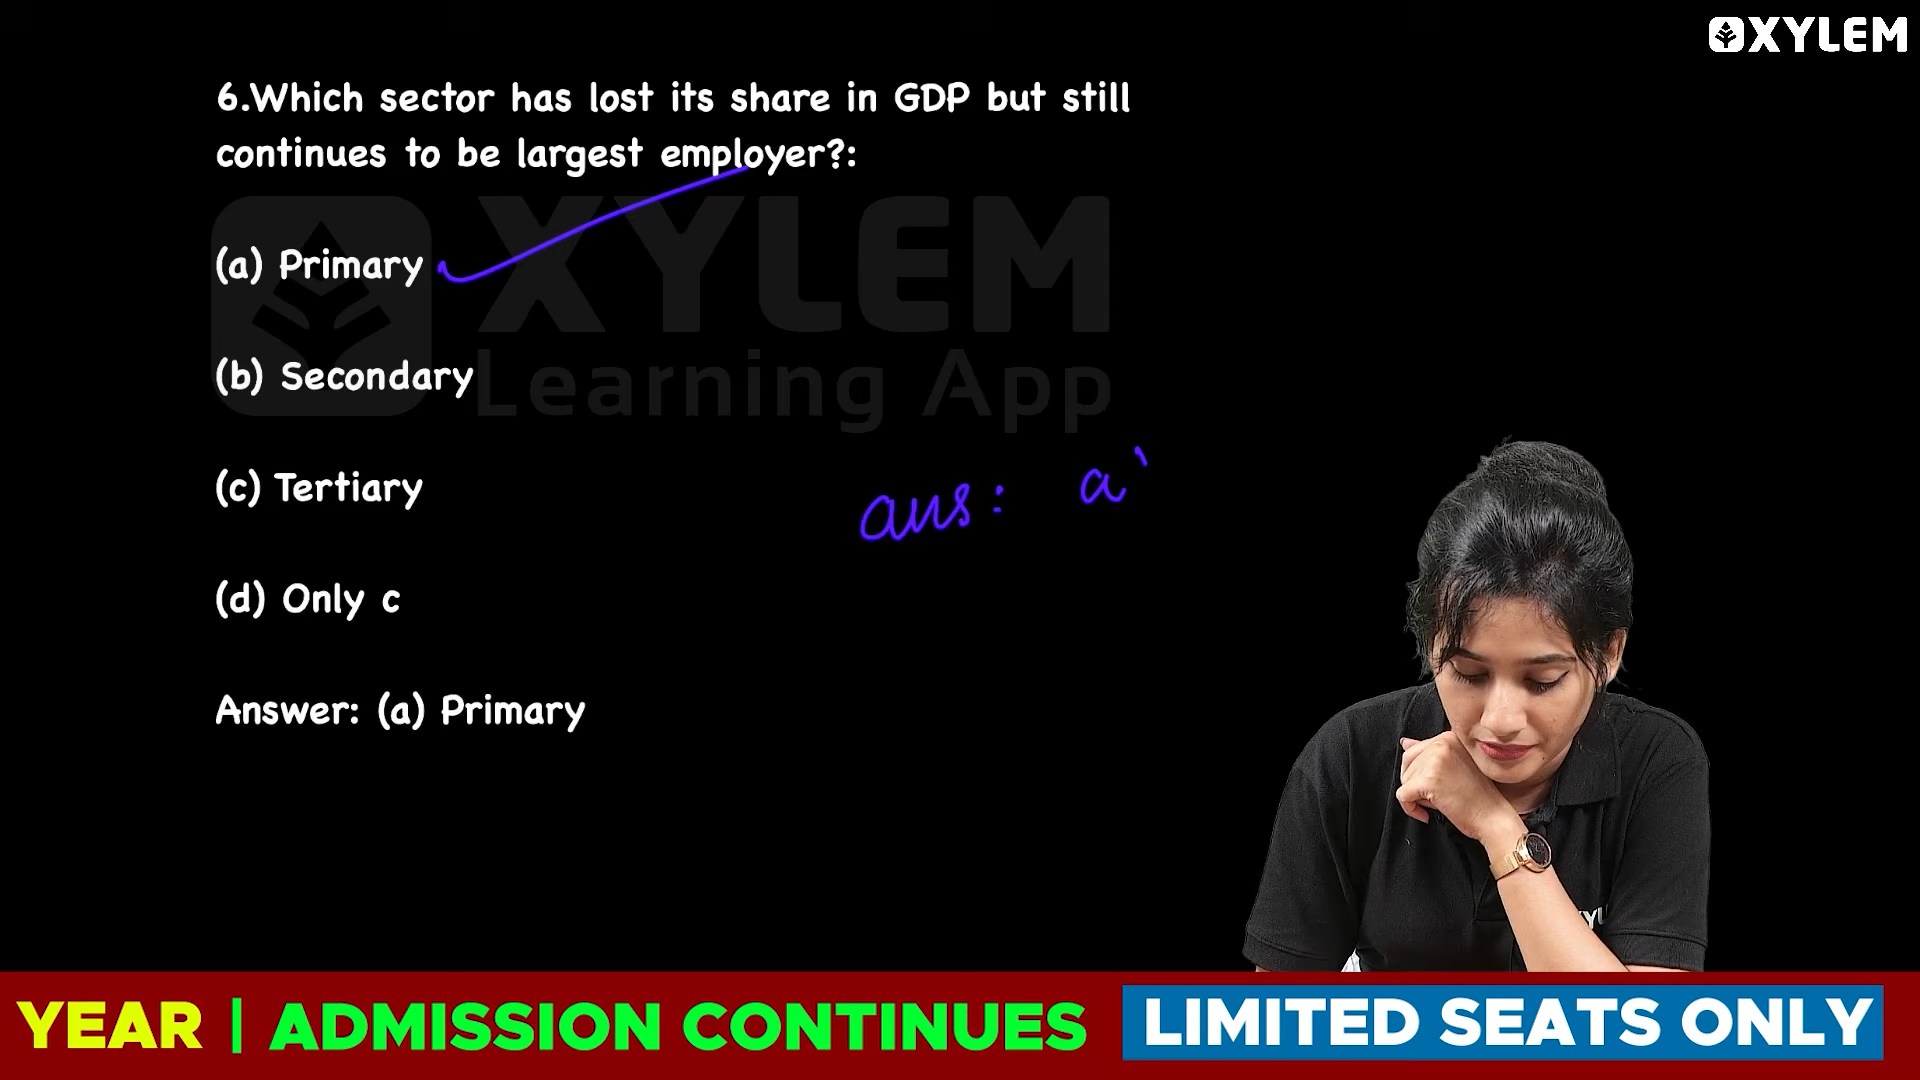 XYLEM
6.Which sector has lost its share in GDP but still
continues to be largest employer?:
(a) Primary
XYLEM
Learning App
(b) Secondary
(c) Tertiary
ans: a
(d) Only c
Answer: (a) Primary
XYL
YEAR | ADMISSION CONTINUES LIMITED SEATS ONLY